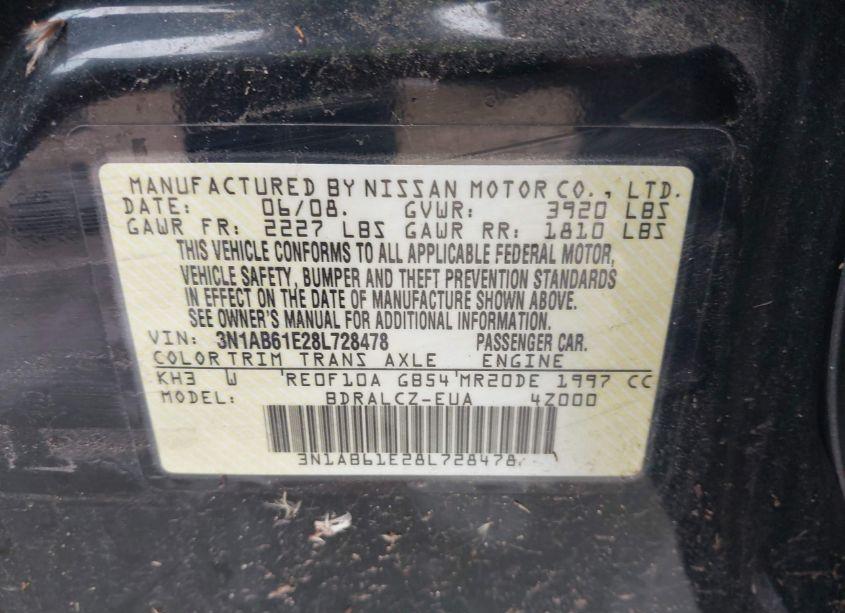 MANUFACTURED BY NISSAN MOTOR CO., LTD.
DATE: 06/08. GVWR: 3920 LBS
GAWR FR: 2227 LBS GAWR RR: 1810 LBS
THIS VEHICLE CONFORMS TO ALL APPLICABLE FEDERAL MOTOR,
VEHICLE SAFETY, BUMPER AND THEFT PREVENTION STANDARDS
IN EFFECT ON THE DATE OF MANUFACTURE SHOWN ABOVE.
SEE OWNER'S MANUAL FOR ADDITIONAL INFORMATION.
VIN: 3N1AB61E28L728478 PASSENGER CAR.
COLOR TRIM TRANS AXLE ENGINE
KH3 W 'RE0F10A GB54'MR20DE 1997 CC
MODEL: BDRALCZ-EUA 4Z000
3N1AB61E28L728478